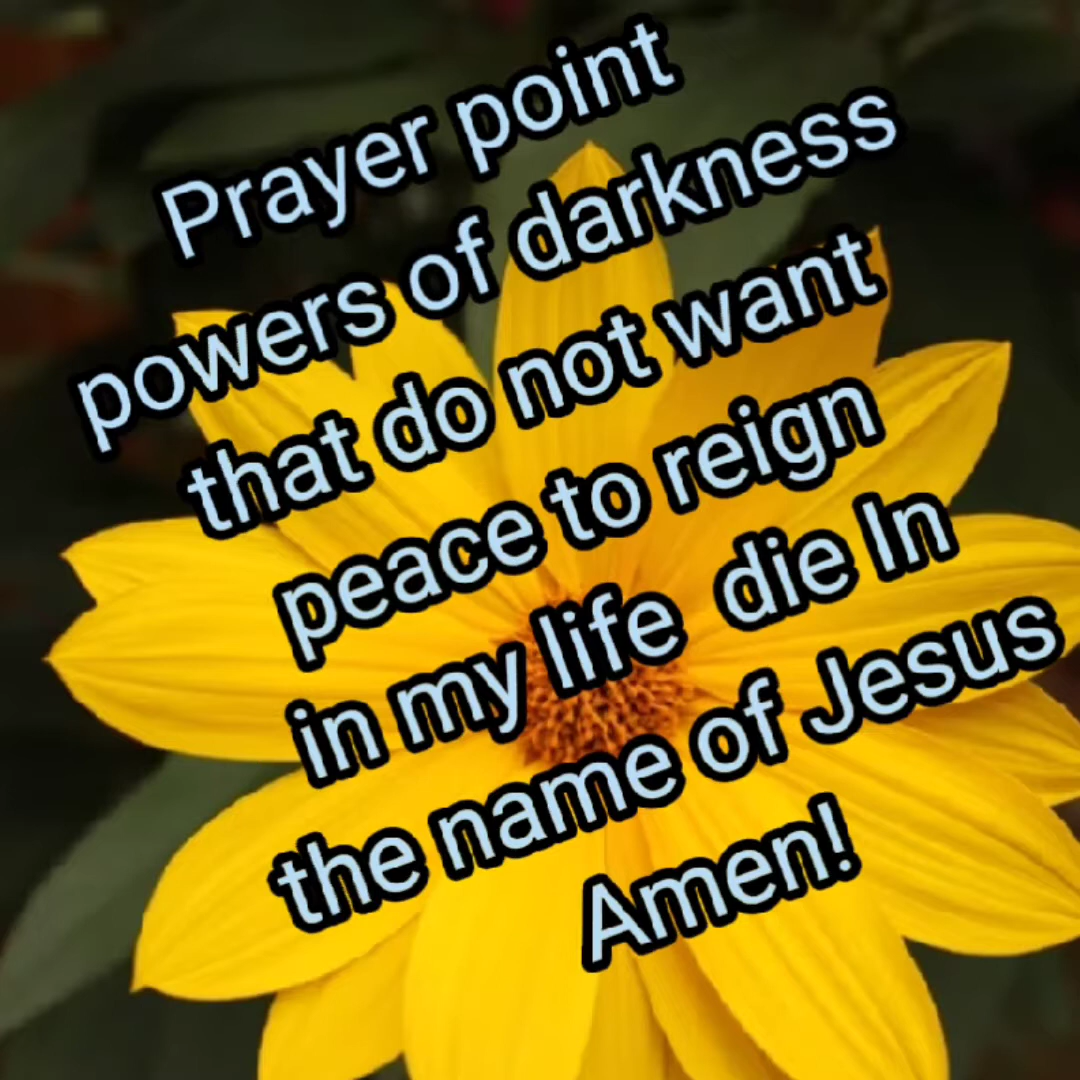 Prayer point
powers of darkness
that do not want
peace to reign
in my life  die In
the name of Jesus
Amen!